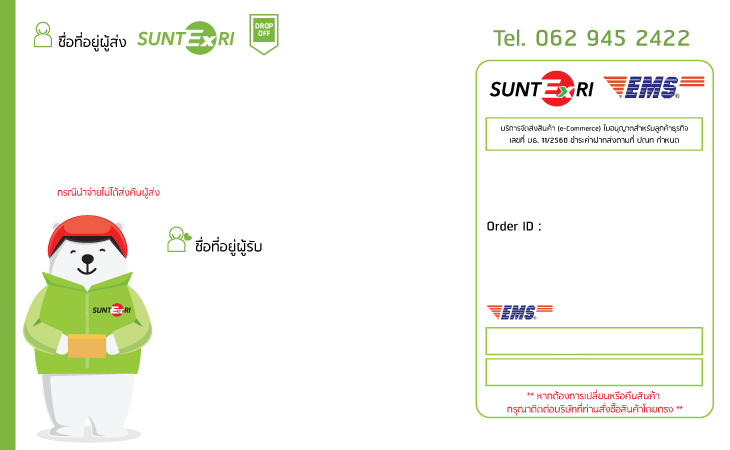 ชื่อที่อยู่ผู้ส่ง SUNTExRI DROP OFF
Tel. 062 945 2422
SUNTExRI EMS®
บริการจัดส่งสินค้า (e-Commerce) ใบอนุญาตสำหรับลูกค้าธุรกิจ
เลขที่ บธ. 11/2560 ชำระค่าฝากส่งตามที่ ปณท กำหนด
กรณีนำจ่ายไม่ได้ส่งคืนผู้ส่ง
ชื่อที่อยู่ผู้รับ
Order ID :
SUNTExRI
EMS®
** หากต้องการเปลี่ยนหรือคืนสินค้า
กรุณาติดต่อบริษัทที่ท่านสั่งซื้อสินค้าโดยตรง **